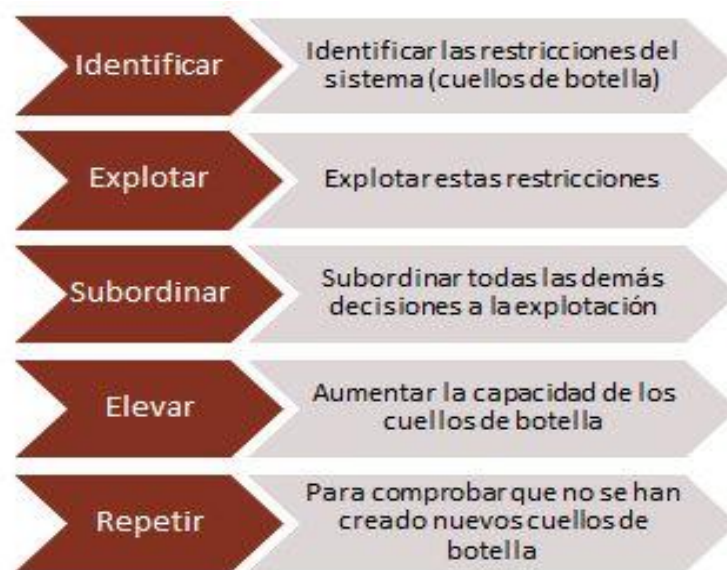 Identificar
Identificar las restricciones del
sistema (cuellos de botella)
Explotar
Explotar estas restricciones
Subordinar
Subordinar todas las demás
decisiones a la explotación
Elevar
Aumentar la capacidad de los
cuellos de botella
Repetir
Para comprobar que no se han
creado nuevos cuellos de
botella